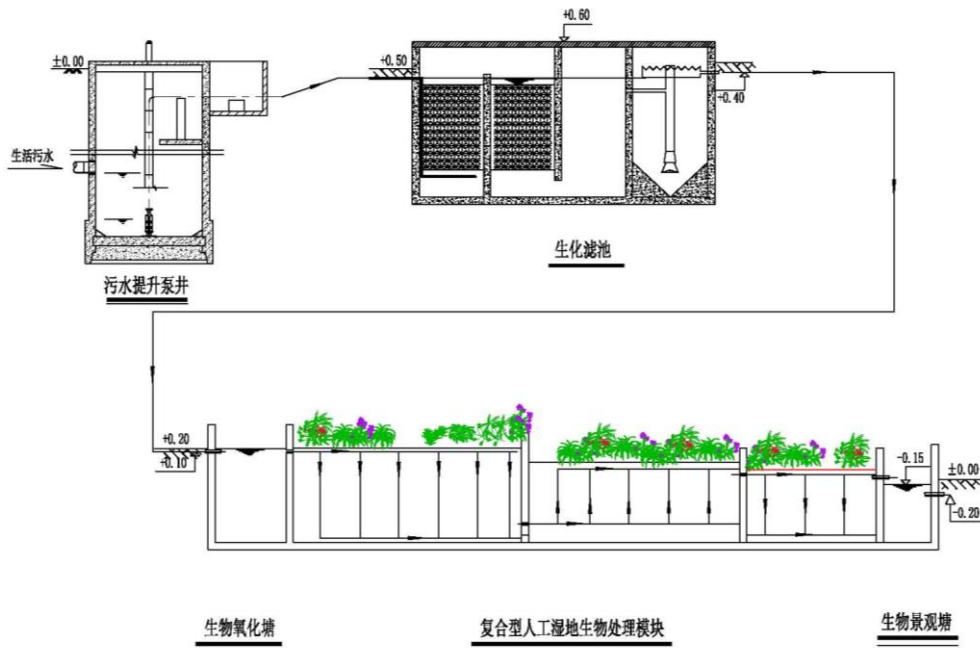 +0.60
±0.00
+0.50
+0.40
生活污水
生化滤池
污水提升泵井
+0.20
+0.10
-0.15
±0.00
-0.20
生物氧化塘
复合型人工湿地生物处理模块
生物景观塘